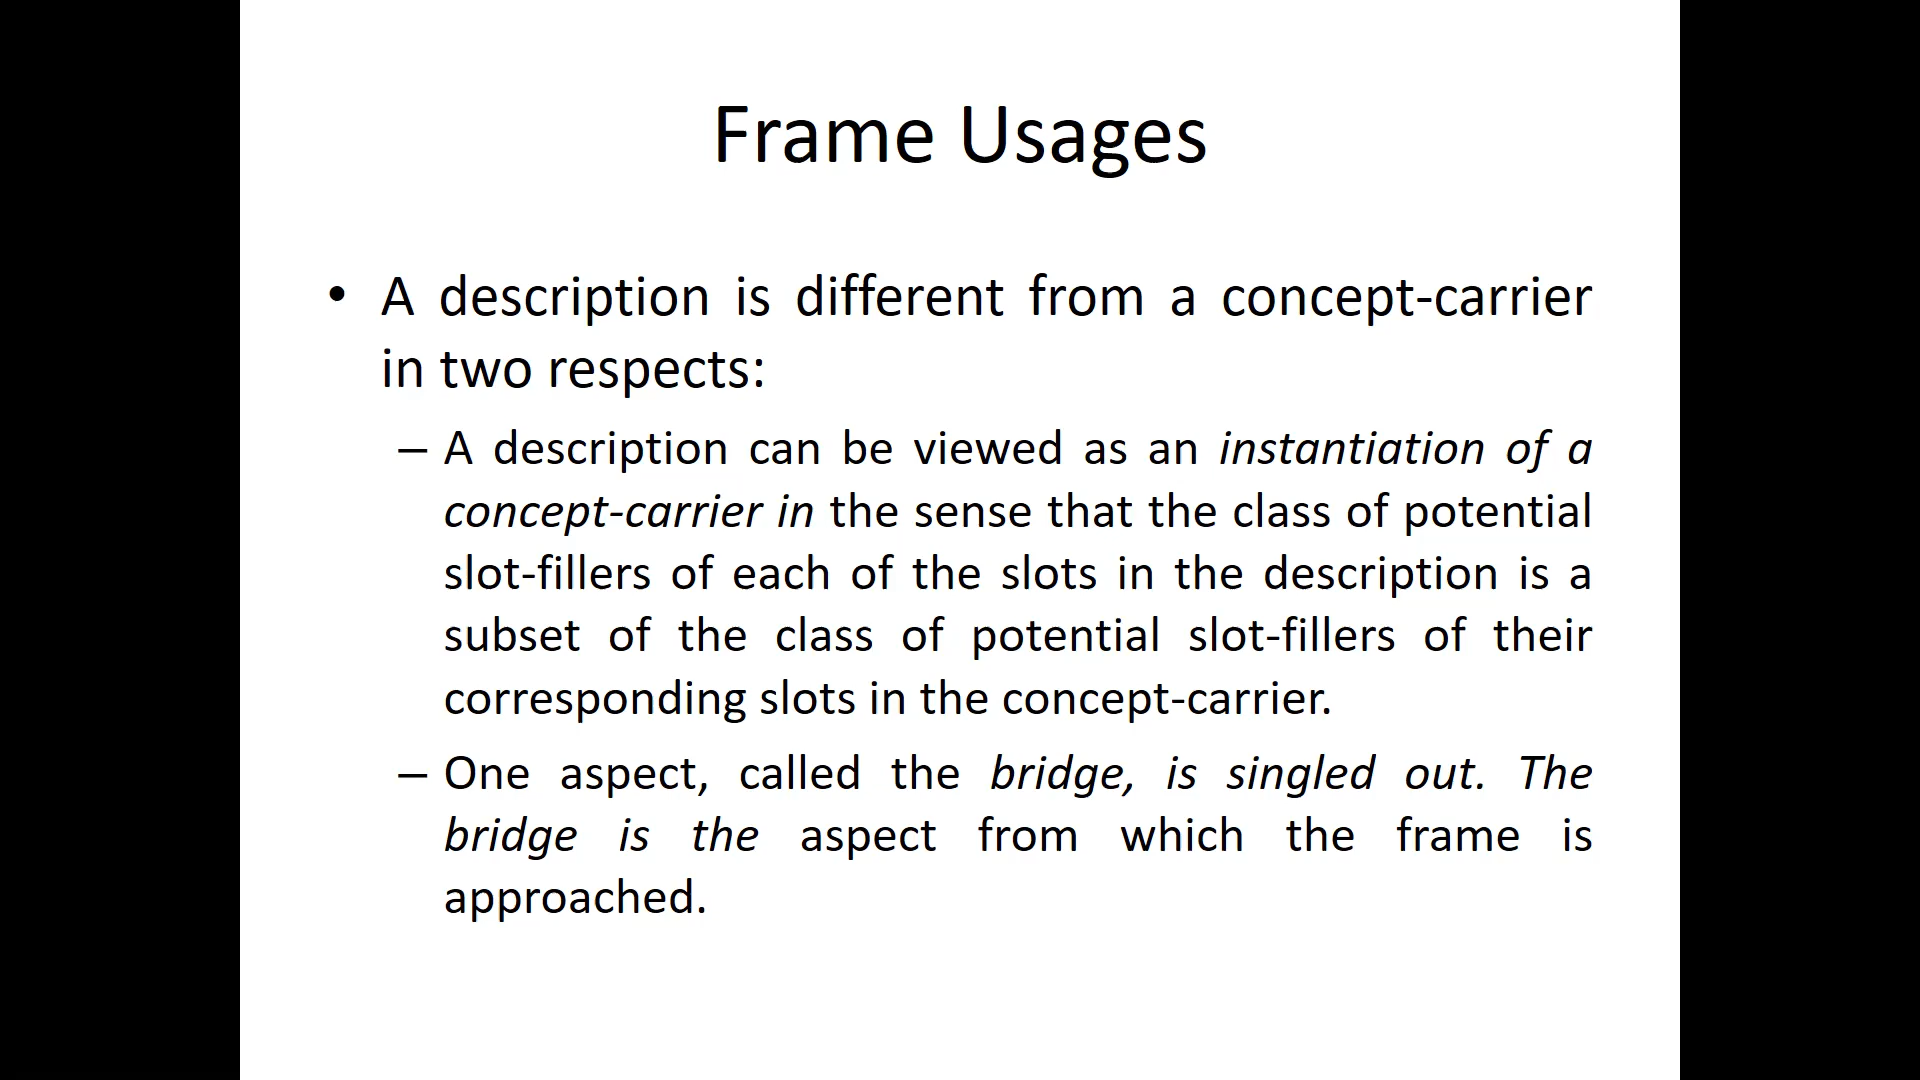 Frame Usages
• A description is different from a concept-carrier
in two respects:
– A description can be viewed as an instantiation of a
concept-carrier in the sense that the class of potential
slot-fillers of each of the slots in the description is a
subset of the class of potential slot-fillers of their
corresponding slots in the concept-carrier.
– One aspect, called the bridge, is singled out. The
bridge is the aspect from which the frame is
approached.